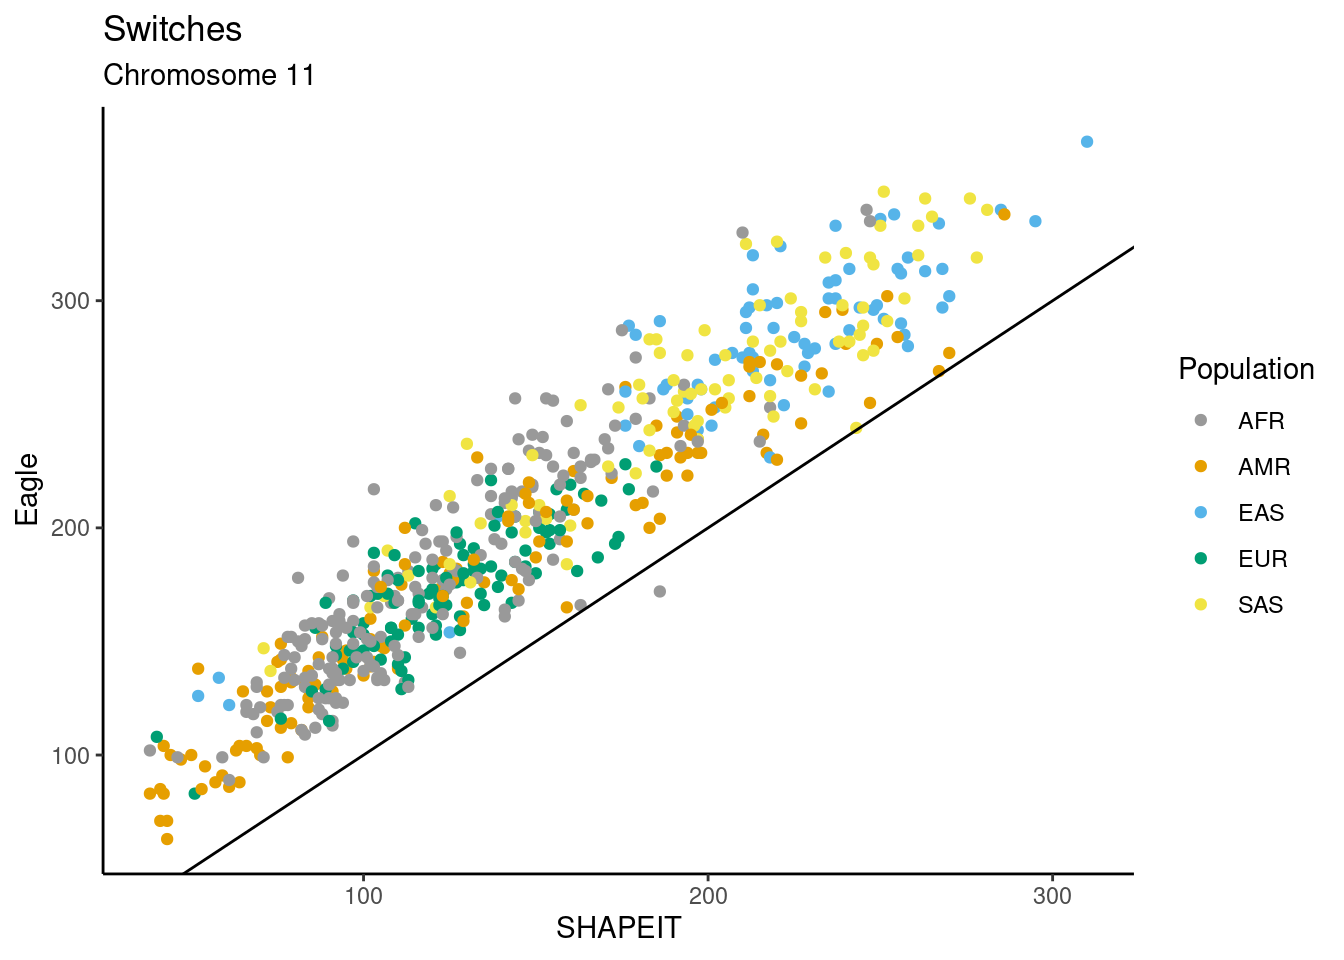 Switches
Chromosome 11
Eagle
300
200
100
100
200
300
SHAPEIT
Population
AFR
AMR
EAS
EUR
SAS